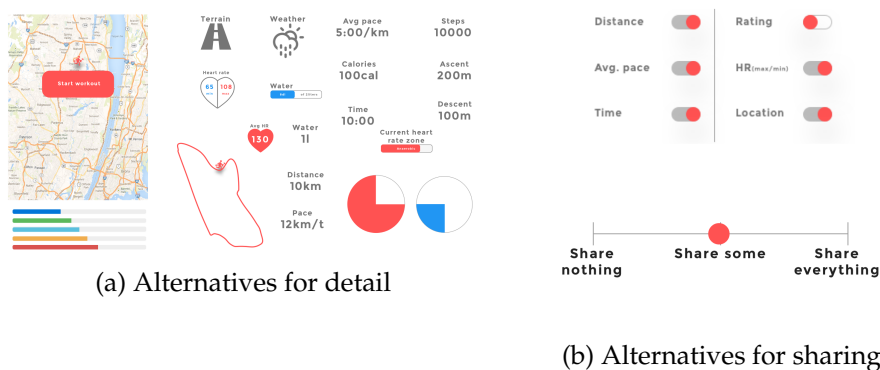 Start workout
Terrain
Weather
Avg pace
5:00/km
Steps
10000
Heart rate
65
108
Water
Calories
100cal
Ascent
200m
Time
10:00
Descent
100m
Avg HR
130
Water
1l
Current heart
rate zone
Distance
10km
Pace
12km/t
(a) Alternatives for detail
Distance
Rating
Avg. pace
HR(max/min)
Time
Location
Share
nothing
Share some
Share
everything
(b) Alternatives for sharing